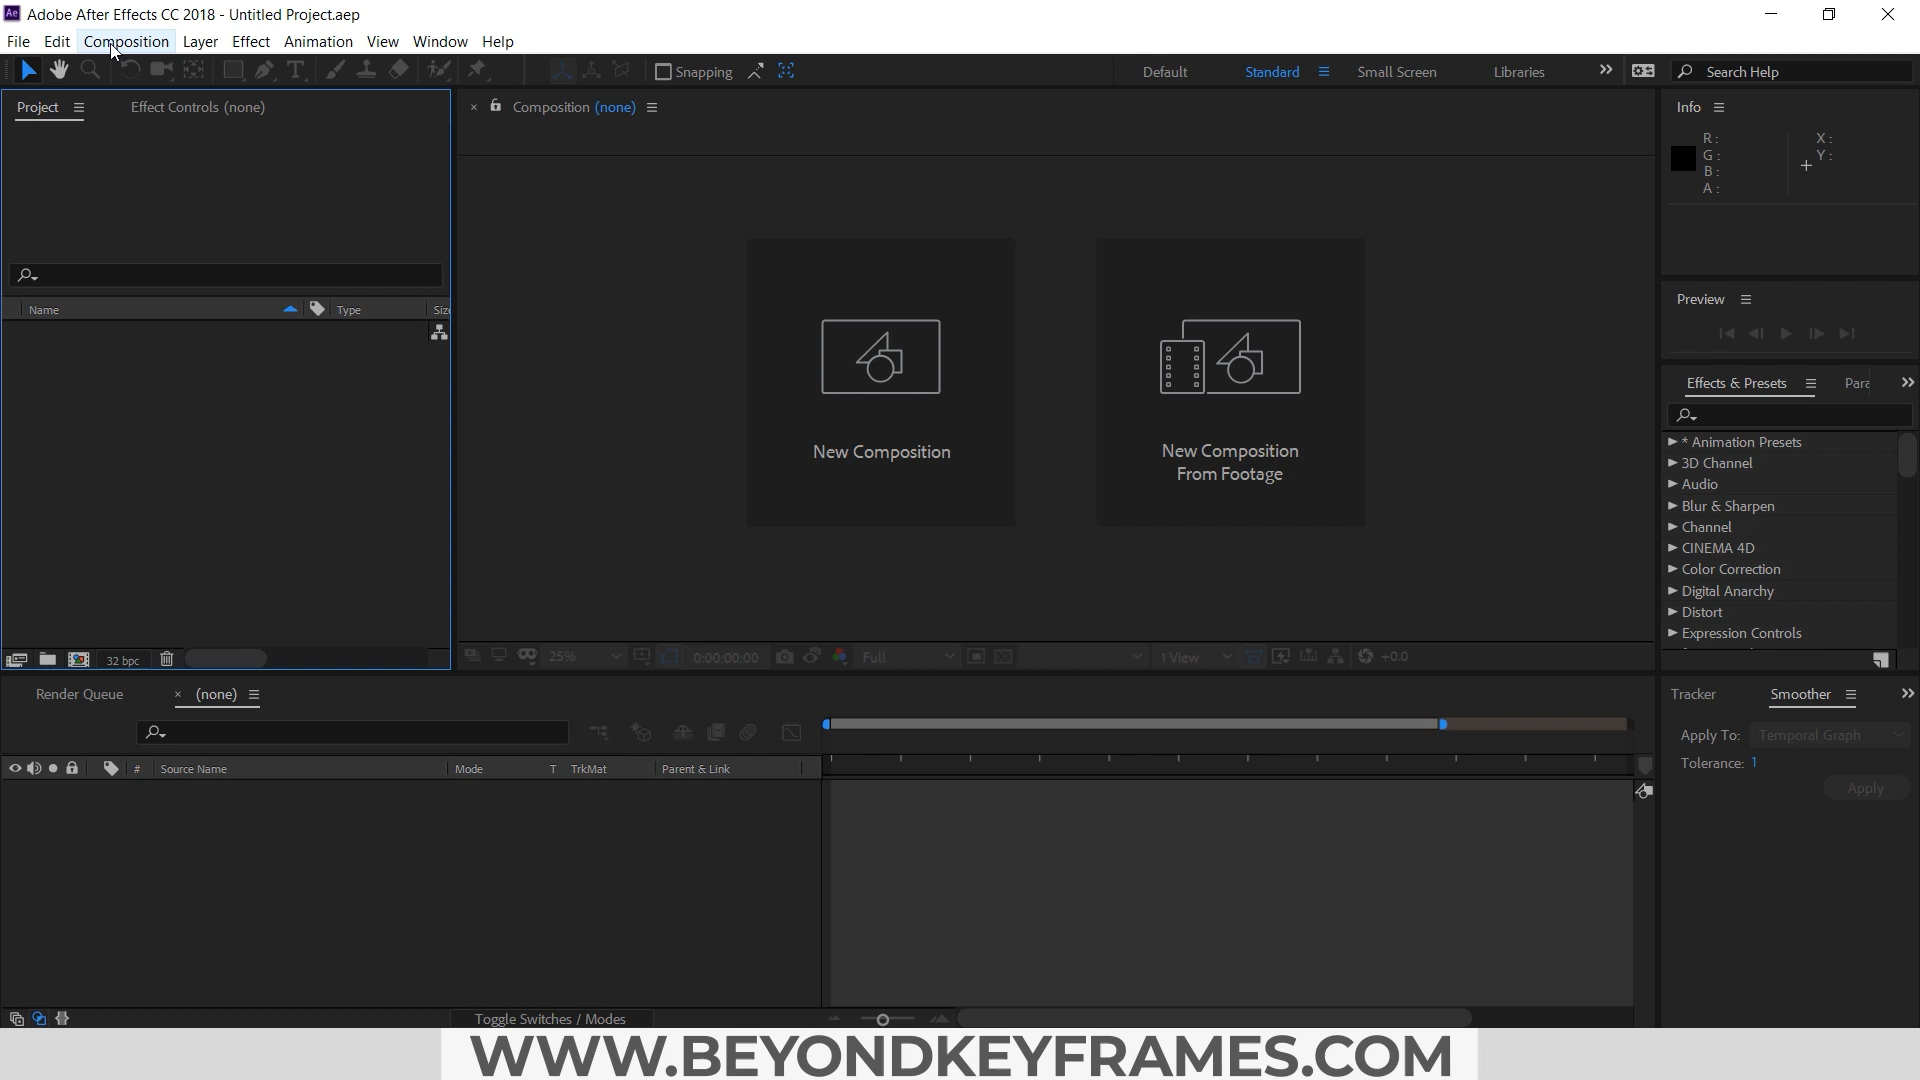 Ae Adobe After Effects CC 2018 - Untitled Project.aep
File Edit Composition Layer Effect Animation View Window Help
Snapping Default Standard Small Screen Libraries Search Help
Project Effect Controls (none)
Composition (none)
Info
R:
G:
B:
A:
X:
Y:
Name Type Siz
New Composition
New Composition
From Footage
Preview
Effects & Presets Para
* Animation Presets
3D Channel
Audio
Blur & Sharpen
Channel
CINEMA 4D
Color Correction
Digital Anarchy
Distort
Expression Controls
32 bpc
25% 0:00:00:00 Full 1 View +0.0
Render Queue (none)
# Source Name Mode T TrkMat Parent & Link
Toggle Switches / Modes
Tracker Smoother
Apply To: Temporal Graph
Tolerance: 1
Apply
WWW.BEYONDKEYFRAMES.COM